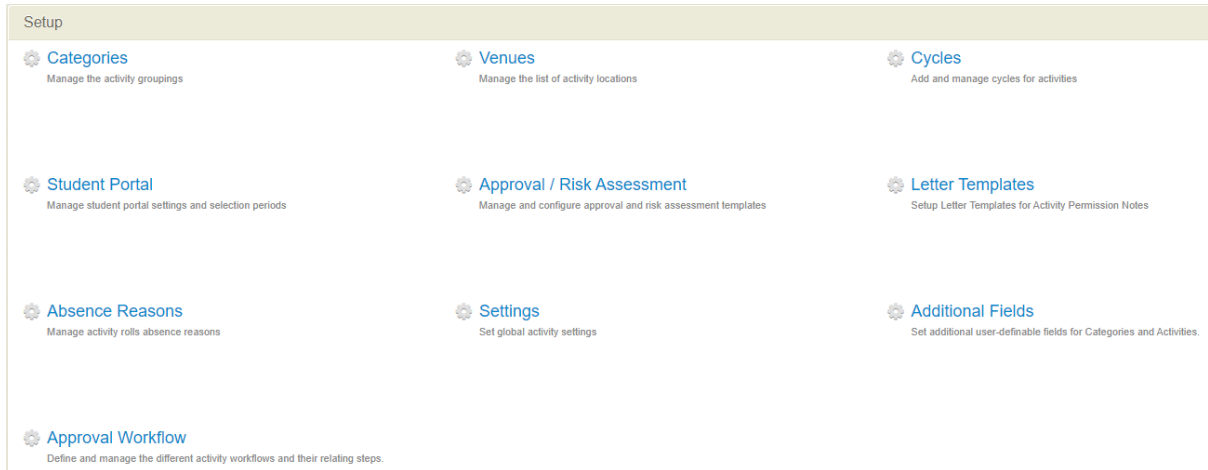 Setup
Categories
Manage the activity groupings
Venues
Manage the list of activity locations
Cycles
Add and manage cycles for activities
Student Portal
Manage student portal settings and selection periods
Approval / Risk Assessment
Manage and configure approval and risk assessment templates
Letter Templates
Setup Letter Templates for Activity Permission Notes
Absence Reasons
Manage activity rolls absence reasons
Settings
Set global activity settings
Additional Fields
Set additional user-definable fields for Categories and Activities.
Approval Workflow
Define and manage the different activity workflows and their relating steps.